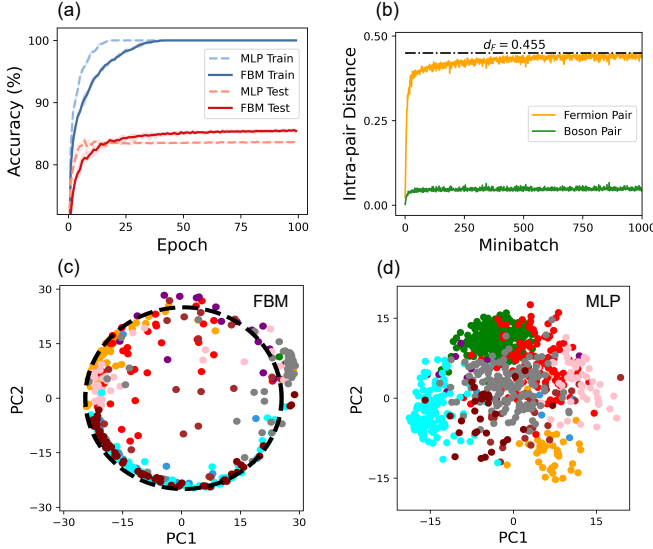 (a)
100
90
80
Accuracy (%)
MLP Train
FBM Train
MLP Test
FBM Test
0
25
50
75
100
Epoch
(b)
0.50
0.25
0.00
Intra-pair Distance
d_F = 0.455
Fermion Pair
Boson Pair
0
250
500
750
1000
Minibatch
(c)
30
15
0
−15
−30
PC2
FBM
−30
−15
0
15
30
PC1
(d)
15
0
−15
PC2
MLP
−15
0
15
PC1